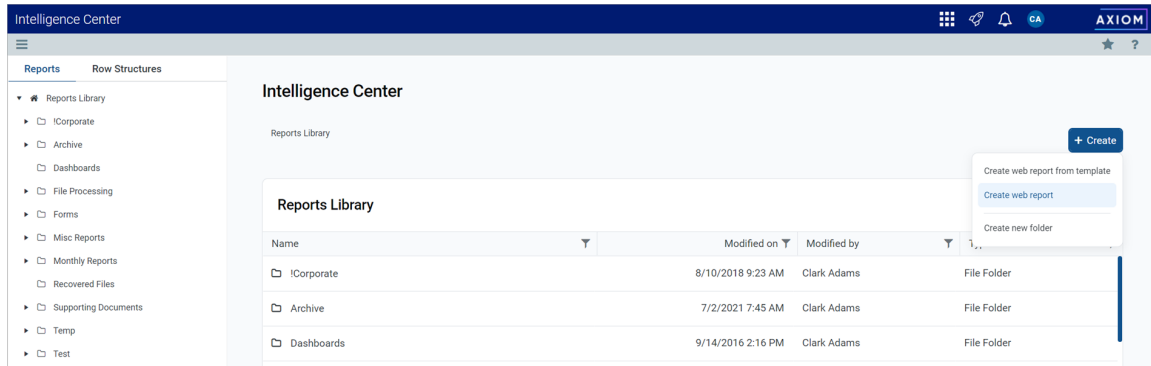 Intelligence Center
CA
AXIOM
?
Reports Row Structures
Reports Library
!Corporate
Archive
Dashboards
File Processing
Forms
Misc Reports
Monthly Reports
Recovered Files
Supporting Documents
Temp
Test
Intelligence Center
Reports Library
+ Create
Create web report from template
Create web report
Create new folder
Reports Library
Name Modified on Modified by
!Corporate 8/10/2018 9:23 AM Clark Adams File Folder
Archive 7/2/2021 7:45 AM Clark Adams File Folder
Dashboards 9/14/2016 2:16 PM Clark Adams File Folder